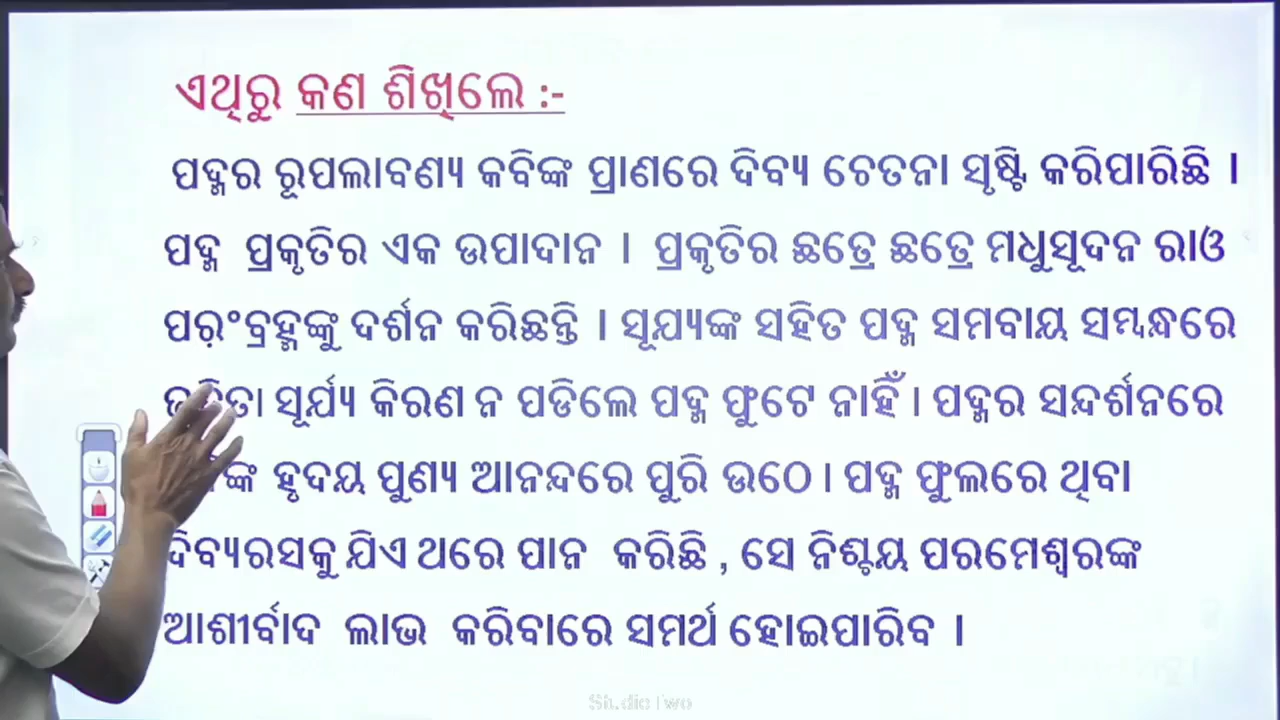 ଏଥିରୁ କଣ ଶିଖିଲେ :-
ପଦ୍ମର ରୂପଲାବଣ୍ୟ କବିଙ୍କ ପ୍ରାଣରେ ଦିବ୍ୟ ଚେତନା ସୃଷ୍ଟି କରିପାରିଛି ।
ପଦ୍ମ ପ୍ରକୃତିର ଏକ ଉପାଦାନ । ପ୍ରକୃତିର ଛତ୍ରେ ଛତ୍ରେ ମଧୁସୂଦନ ରାଓ
ପରଂବ୍ରହ୍ମଙ୍କୁ ଦର୍ଶନ କରିଛନ୍ତି । ସୂଯ୍ୟଙ୍କ ସହିତ ପଦ୍ମ ସମବାୟ ସମ୍ବନ୍ଧରେ
ସୂର୍ଯ୍ୟ କିରଣ ନ ପଡିଲେ ପଦ୍ମ ଫୁଟେ ନାହିଁ । ପଦ୍ମର ସନ୍ଦର୍ଶନରେ
ହୃଦୟ ପୁଣ୍ୟ ଆନନ୍ଦରେ ପୁରି ଉଠେ । ପଦ୍ମ ଫୁଲରେ ଥିବା
ଦିବ୍ୟରସକୁ ଯିଏ ଥରେ ପାନ କରିଛି , ସେ ନିଶ୍ଚୟ ପରମେଶ୍ୱରଙ୍କ
ଆଶୀର୍ବାଦ ଲାଭ କରିବାରେ ସମର୍ଥ ହୋଇପାରିବ ।